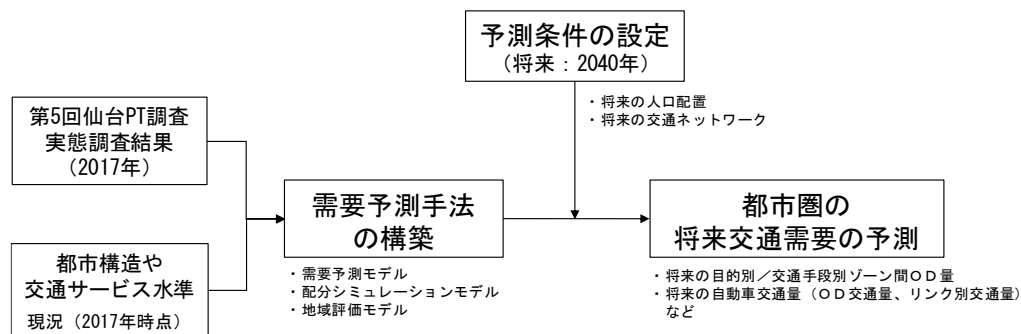 予測条件の設定
（将来：2040年）
・将来の人口配置
・将来の交通ネットワーク
第5回仙台PT調査
実態調査結果
（2017年）
都市構造や
交通サービス水準
現況（2017年時点）
需要予測手法
の構築
・需要予測モデル
・配分シミュレーションモデル
・地域評価モデル
都市圏の
将来交通需要の予測
・将来の目的別／交通手段別ゾーン間ＯＤ量
・将来の自動車交通量（ＯＤ交通量、リンク別交通量）
など